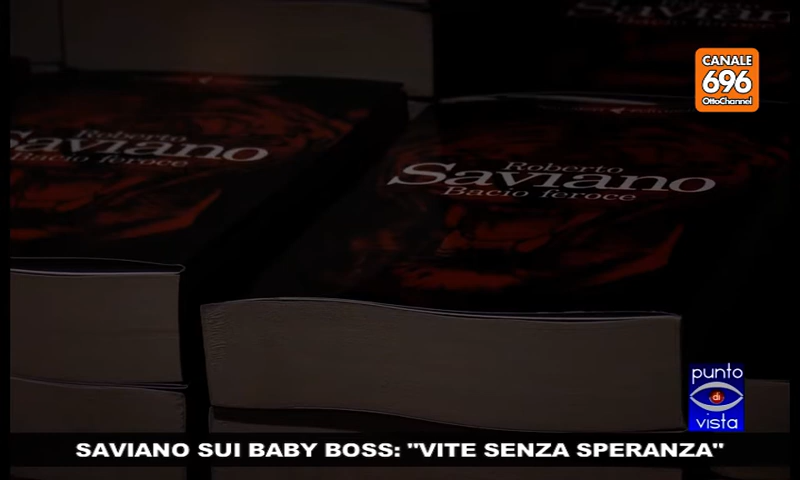 Saviano
CANALE
696
OttoChannel
Roberto
Saviano
Bacio feroce
Roberto
Saviano
Bacio feroce
punto
di
vista
SAVIANO SUI BABY BOSS: "VITE SENZA SPERANZA"